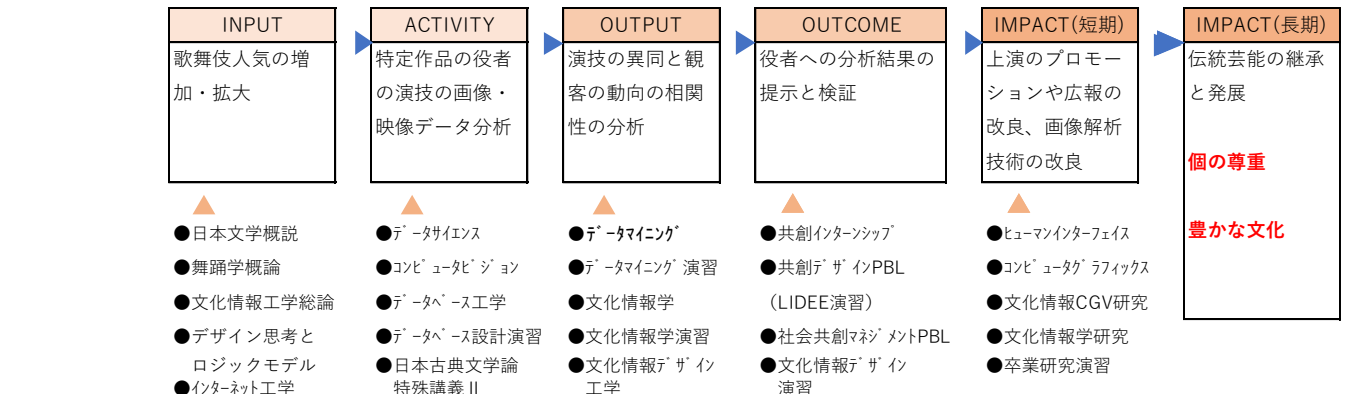 INPUT
歌舞伎人気の増
加・拡大
ACTIVITY
特定作品の役者
の演技の画像・
映像データ分析
OUTPUT
演技の異同と観
客の動向の相関
性の分析
OUTCOME
役者への分析結果の
提示と検証
IMPACT(短期)
上演のプロモー
ションや広報の
改良、画像解析
技術の改良
IMPACT(長期)
伝統芸能の継承
と発展
個の尊重
豊かな文化
●日本文学概説
●舞踊学概論
●文化情報工学総論
●デザイン思考と
ロジックモデル
●ｲﾝﾀｰﾈｯﾄ工学
●ﾃﾞｰﾀｻｲｴﾝｽ
●ｺﾝﾋﾟｭｰﾀﾋﾞｼﾞｮﾝ
●ﾃﾞｰﾀﾍﾞｰｽ工学
●ﾃﾞｰﾀﾍﾞｰｽ設計演習
●日本古典文学論
特殊講義Ⅱ
●ﾃﾞｰﾀﾏｲﾆﾝｸﾞ
●ﾃﾞｰﾀﾏｲﾆﾝｸﾞ演習
●文化情報学
●文化情報学演習
●文化情報ﾃﾞｻﾞｲﾝ
工学
●共創ｲﾝﾀｰﾝｼｯﾌﾟ
●共創ﾃﾞｻﾞｲﾝPBL
（LIDEE演習）
●社会共創ﾏﾈｼﾞﾒﾝﾄPBL
●文化情報ﾃﾞｻﾞｲﾝ
演習
●ﾋｭｰﾏﾝｲﾝﾀｰﾌｪｲｽ
●ｺﾝﾋﾟｭｰﾀｸﾞﾗﾌｨｯｸｽ
●文化情報CGV研究
●文化情報学研究
●卒業研究演習